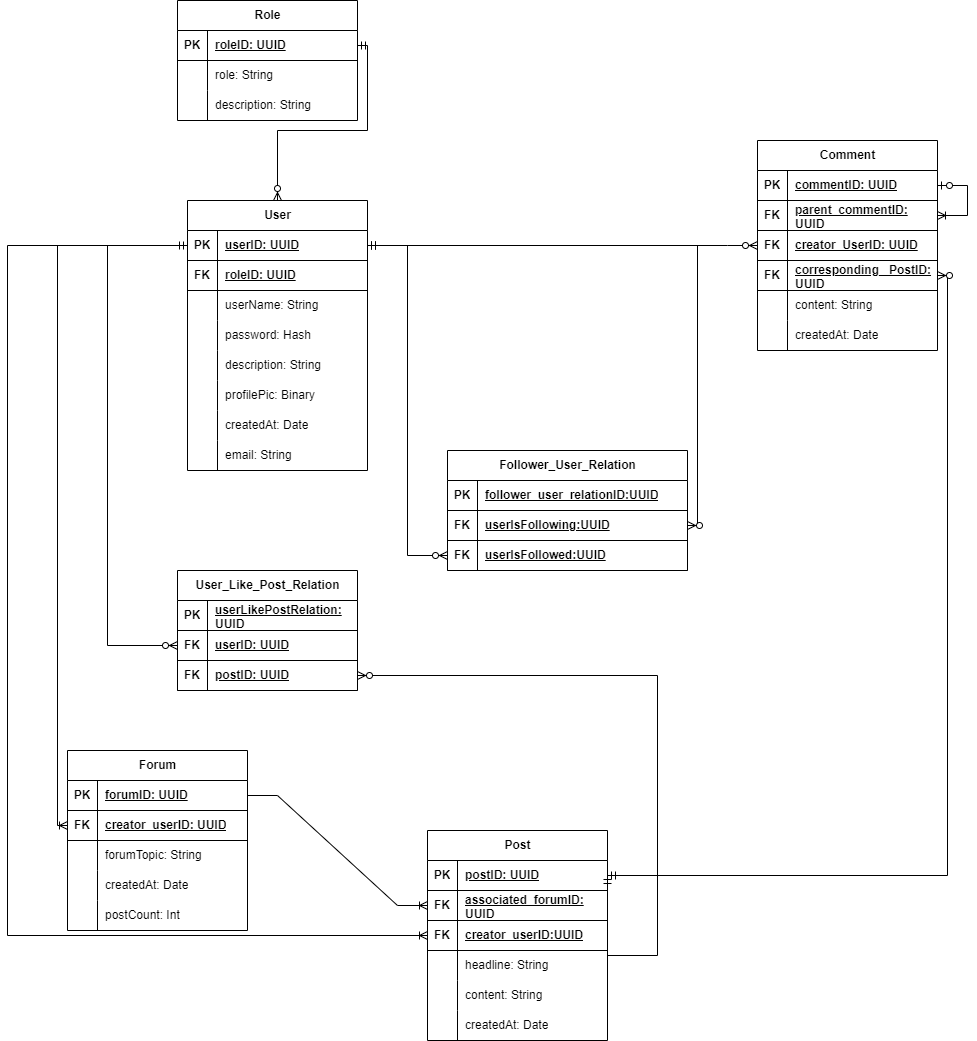 Role
PK roleID: UUID
role: String
description: String
Comment
PK commentID: UUID
FK parent_commentID:
UUID
FK creator_UserID: UUID
FK corresponding_PostID:
UUID
content: String
createdAt: Date
User
PK userID: UUID
FK roleID: UUID
userName: String
password: Hash
description: String
profilePic: Binary
createdAt: Date
email: String
Follower_User_Relation
PK follower_user_relationID:UUID
FK userIsFollowing:UUID
FK userIsFollowed:UUID
User_Like_Post_Relation
PK userLikePostRelation:
UUID
FK userID: UUID
FK postID: UUID
Forum
PK forumID: UUID
FK creator_userID: UUID
forumTopic: String
createdAt: Date
postCount: Int
Post
PK postID: UUID
FK associated_forumID:
UUID
FK creator_userID:UUID
headline: String
content: String
createdAt: Date